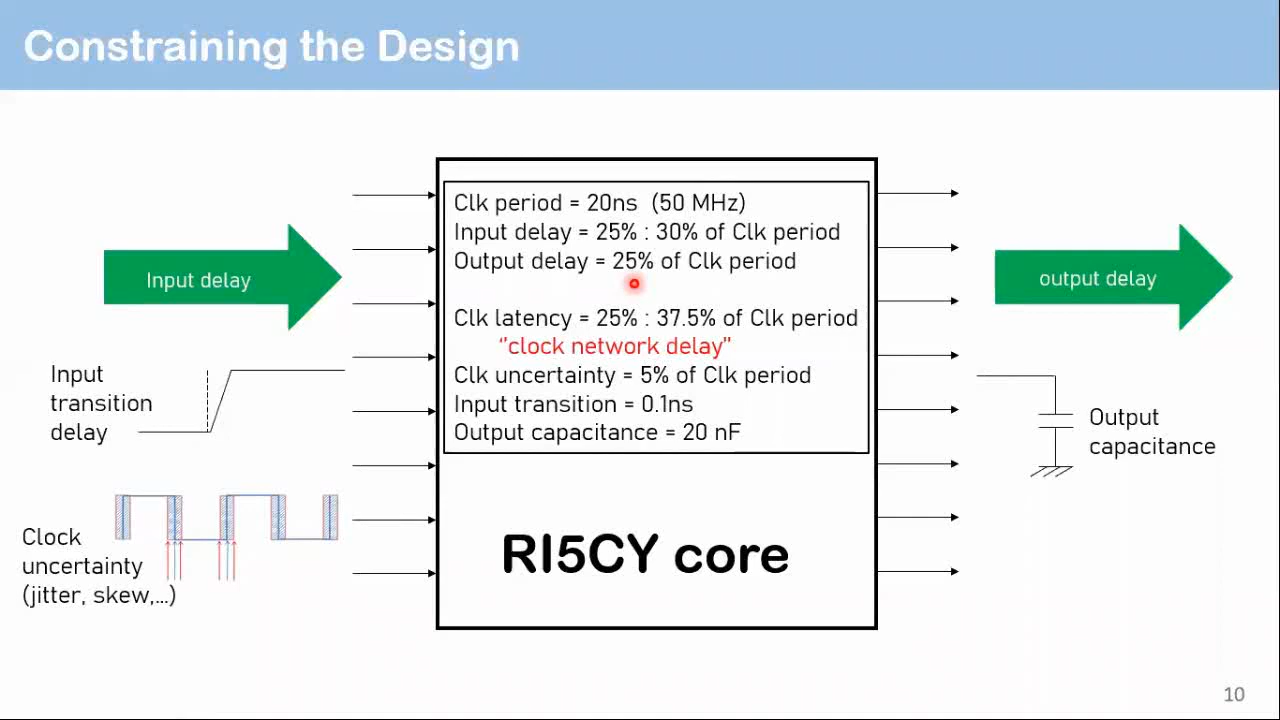 Constraining the Design
Clk period = 20ns (50 MHz)
Input delay = 25% : 30% of Clk period
Output delay = 25% of Clk period
Clk latency = 25% : 37.5% of Clk period
"clock network delay"
Clk uncertainty = 5% of Clk period
Input transition = 0.1ns
Output capacitance = 20 nF
RI5CY core
Input delay
Input
transition
delay
Clock
uncertainty
(jitter, skew,...)
output delay
Output
capacitance
10